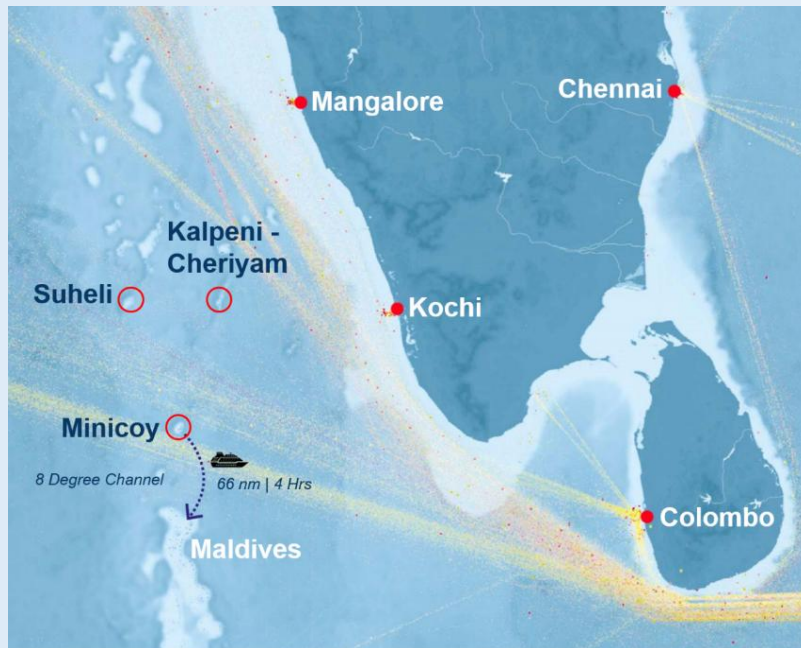 Mangalore
Chennai
Kalpeni -
Cheriyam
Suheli
Kochi
Minicoy
8 Degree Channel
66 nm | 4 Hrs
Colombo
Maldives